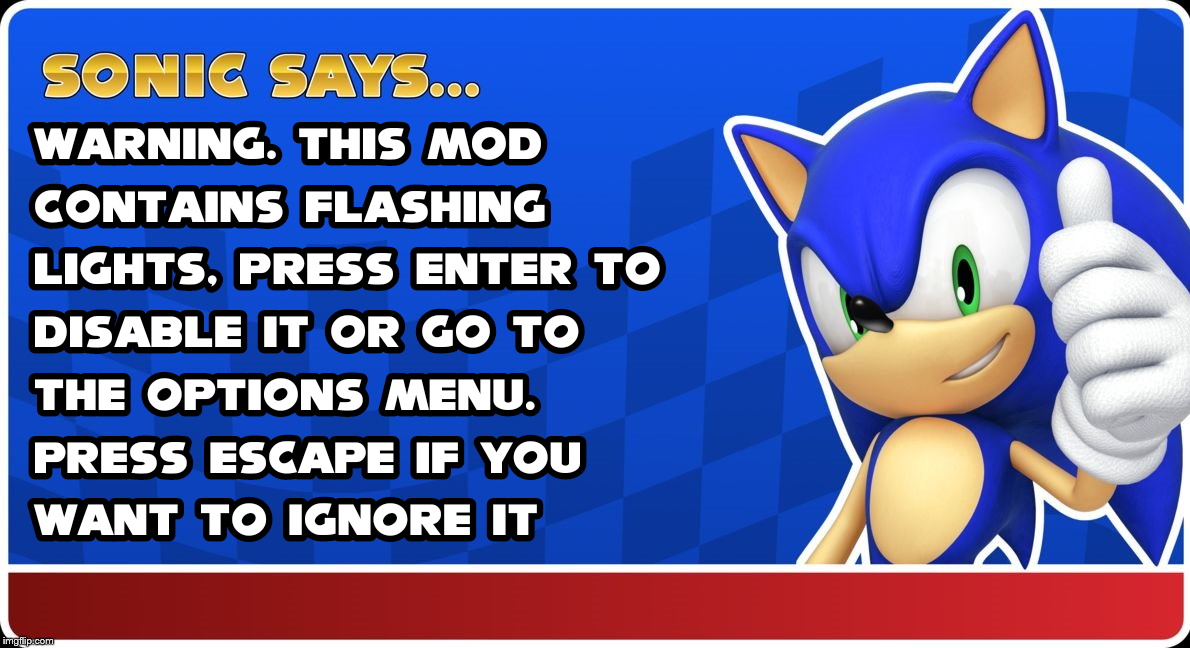 SONIC SAYS...
WARNING. THIS MOD
CONTAINS FLASHING
LIGHTS, PRESS ENTER TO
DISABLE IT OR GO TO
THE OPTIONS MENU.
PRESS ESCAPE IF YOU
WANT TO IGNORE IT
imgflip.com